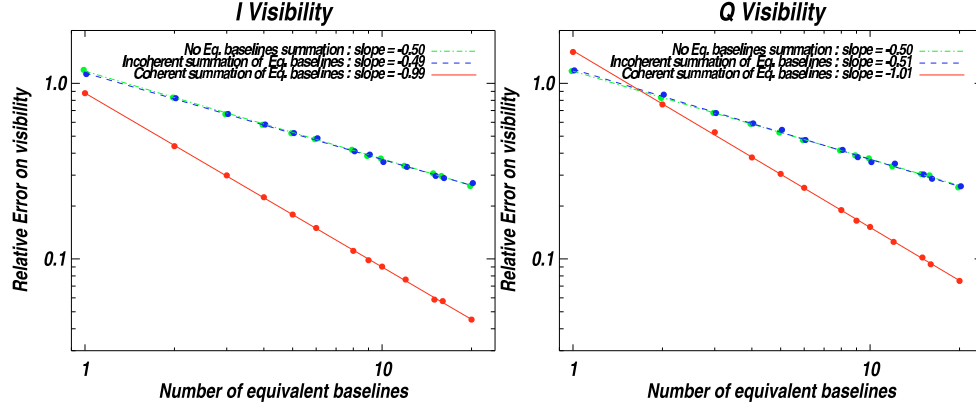 I Visibility
No Eq. baselines summation : slope = -0.50
Incoherent summation of Eq. baselines : slope = -0.49
Coherent summation of Eq. baselines : slope = -0.99
1.0
0.1
Relative Error on visibility
1
10
Number of equivalent baselines
Q Visibility
No Eq. baselines summation : slope = -0.50
Incoherent summation of Eq. baselines : slope = -0.51
Coherent summation of Eq. baselines : slope = -1.01
1.0
0.1
Relative Error on visibility
1
10
Number of equivalent baselines